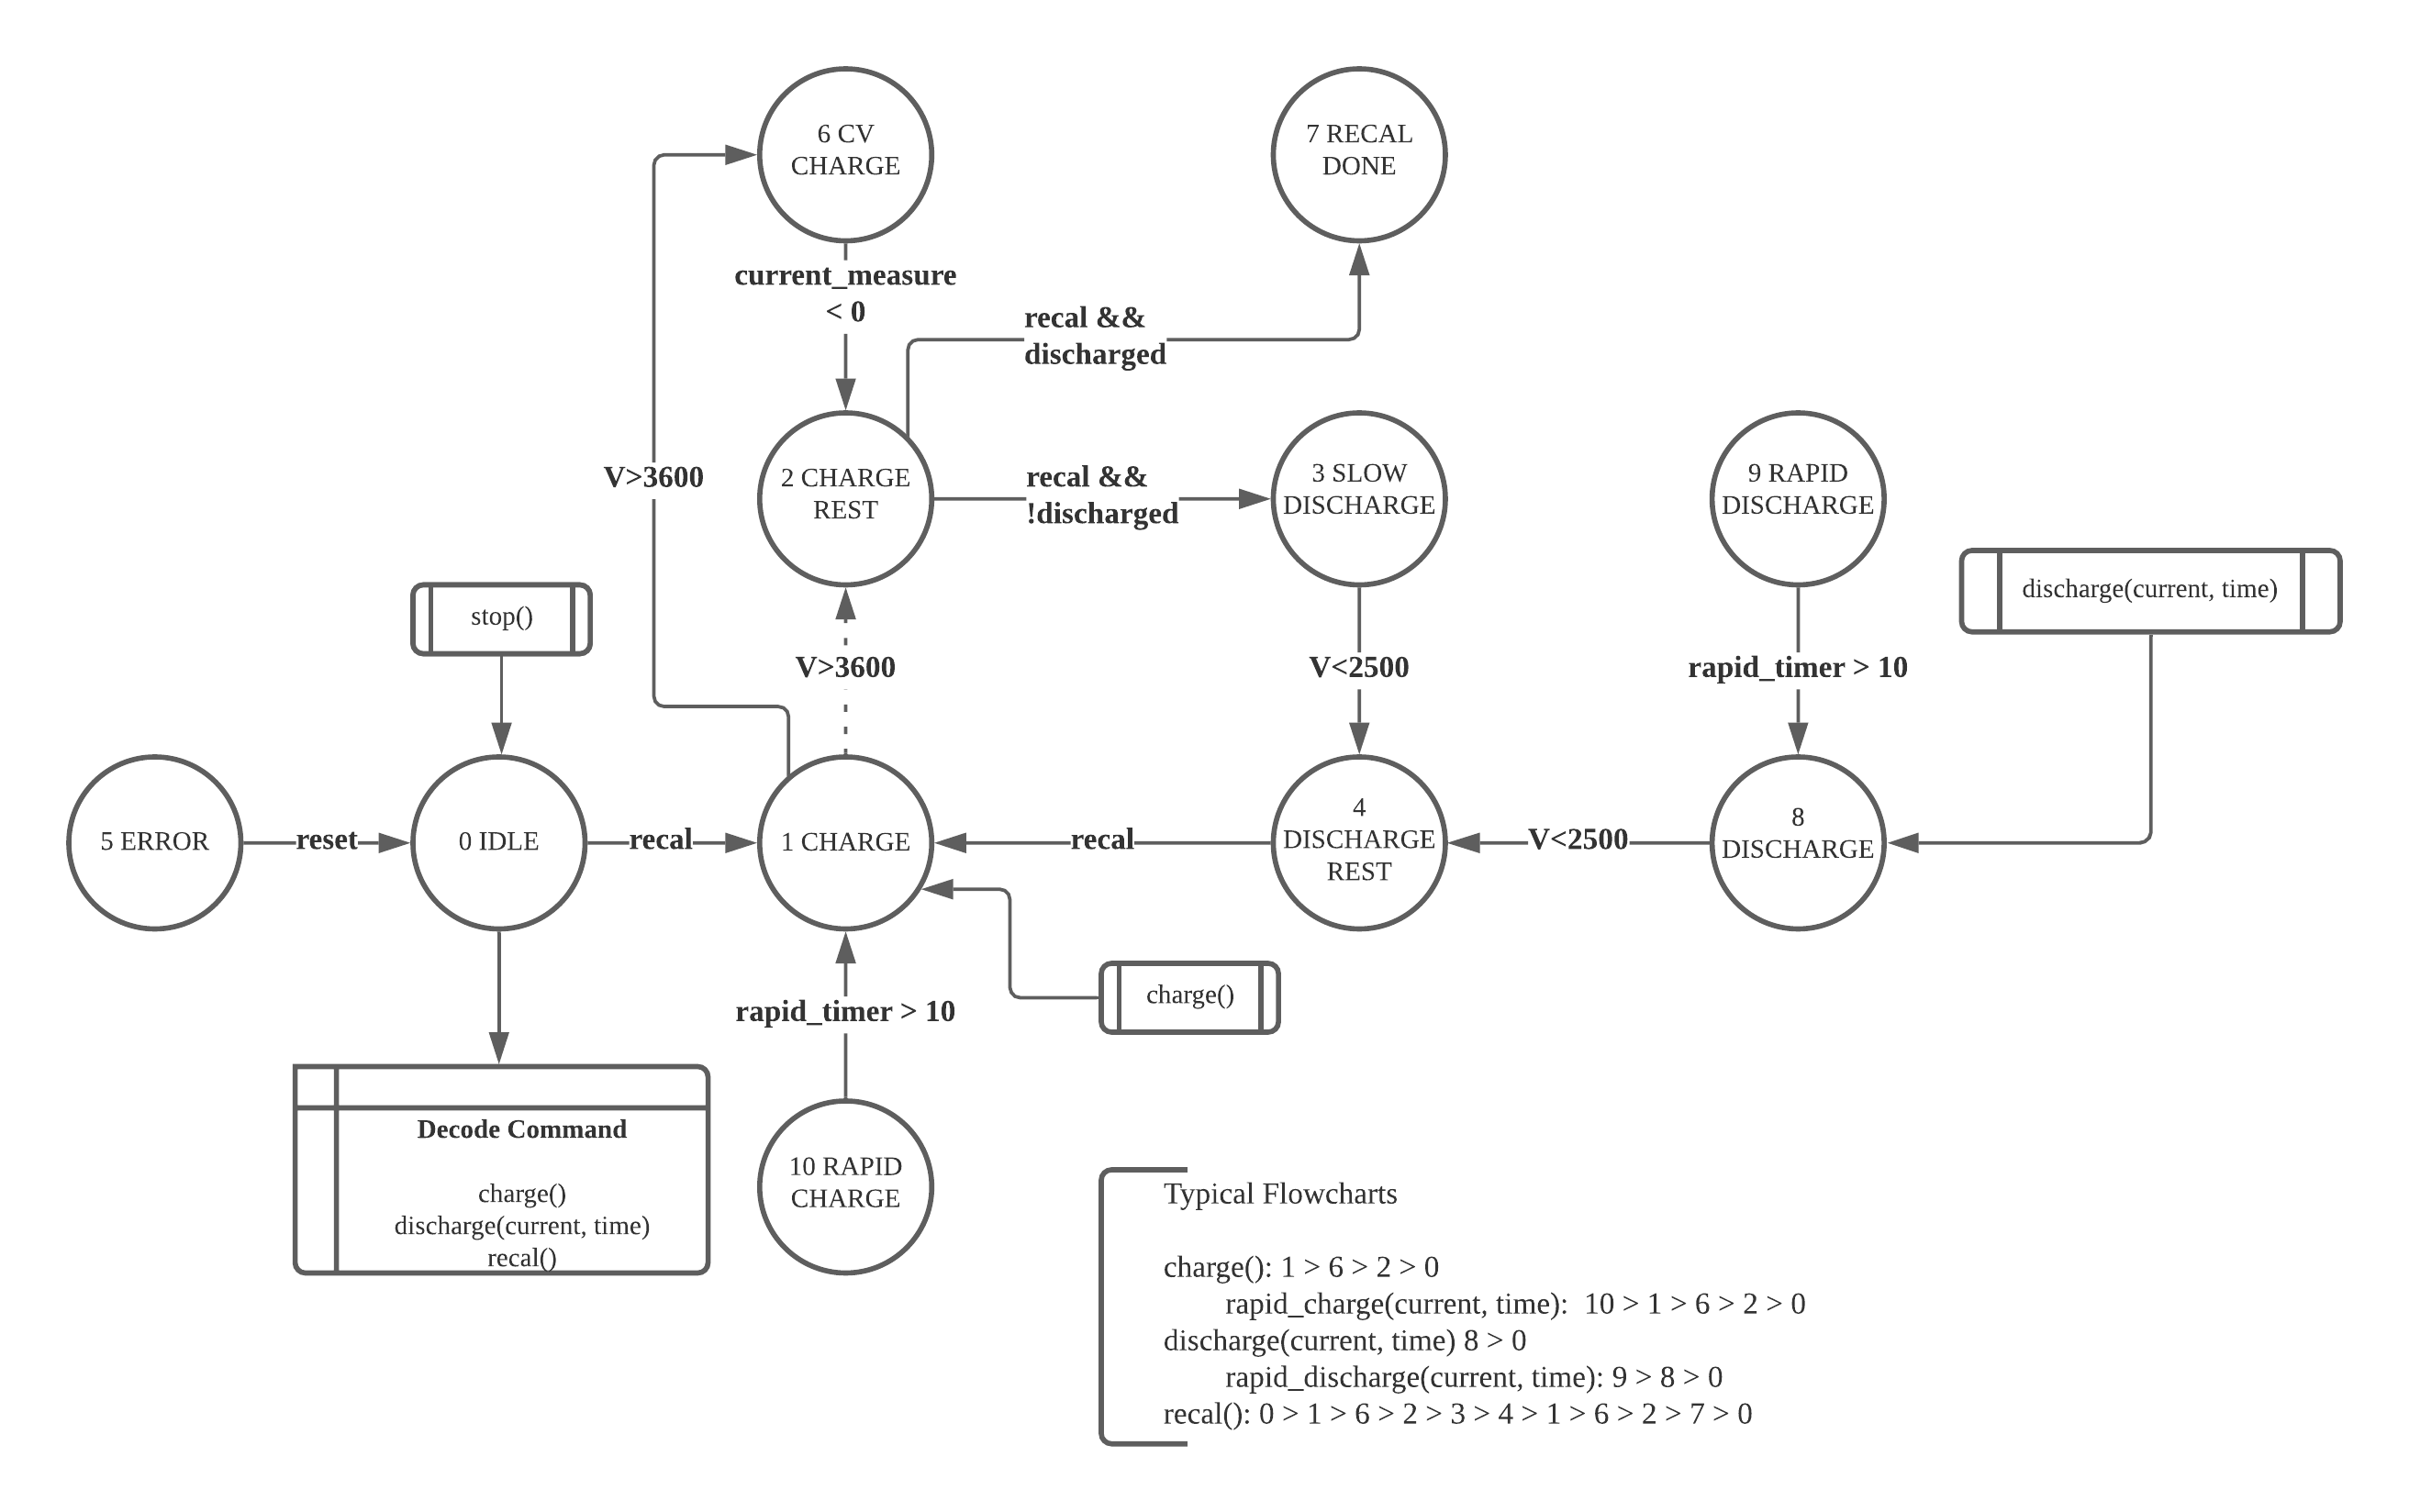 6 CV
CHARGE
7 RECAL
DONE
current_measure
< 0
recal &&
discharged
V>3600
2 CHARGE
REST
recal &&
!discharged
3 SLOW
DISCHARGE
9 RAPID
DISCHARGE
stop()
discharge(current, time)
V>3600
V<2500
rapid_timer > 10
5 ERROR
reset
0 IDLE
recal
1 CHARGE
recal
4
DISCHARGE
REST
V<2500
8
DISCHARGE
charge()
rapid_timer > 10
Decode Command
charge()
discharge(current, time)
recal()
10 RAPID
CHARGE
Typical Flowcharts
charge(): 1 > 6 > 2 > 0
rapid_charge(current, time):  10 > 1 > 6 > 2 > 0
discharge(current, time) 8 > 0
rapid_discharge(current, time): 9 > 8 > 0
recal(): 0 > 1 > 6 > 2 > 3 > 4 > 1 > 6 > 2 > 7 > 0